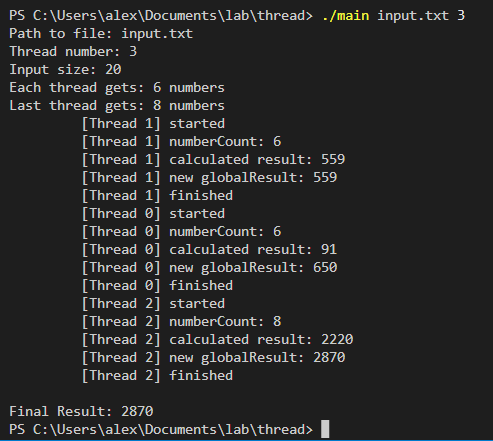 PS C:\Users\alex\Documents\lab\thread> ./main input.txt 3
Path to file: input.txt
Thread number: 3
Input size: 20
Each thread gets: 6 numbers
Last thread gets: 8 numbers
[Thread 1] started
[Thread 1] numberCount: 6
[Thread 1] calculated result: 559
[Thread 1] new globalResult: 559
[Thread 1] finished
[Thread 0] started
[Thread 0] numberCount: 6
[Thread 0] calculated result: 91
[Thread 0] new globalResult: 650
[Thread 0] finished
[Thread 2] started
[Thread 2] numberCount: 8
[Thread 2] calculated result: 2220
[Thread 2] new globalResult: 2870
[Thread 2] finished
Final Result: 2870
PS C:\Users\alex\Documents\lab\thread>